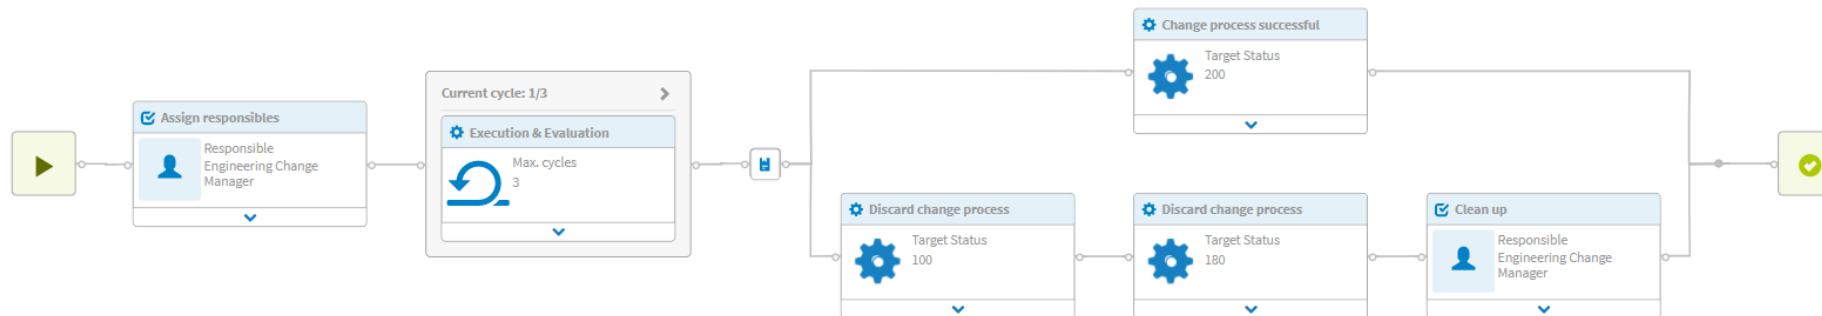 Assign responsibles
Responsible
Engineering Change
Manager
Current cycle: 1/3
Execution & Evaluation
Max. cycles
3
Change process successful
Target Status
200
Discard change process
Target Status
100
Discard change process
Target Status
180
Clean up
Responsible
Engineering Change
Manager